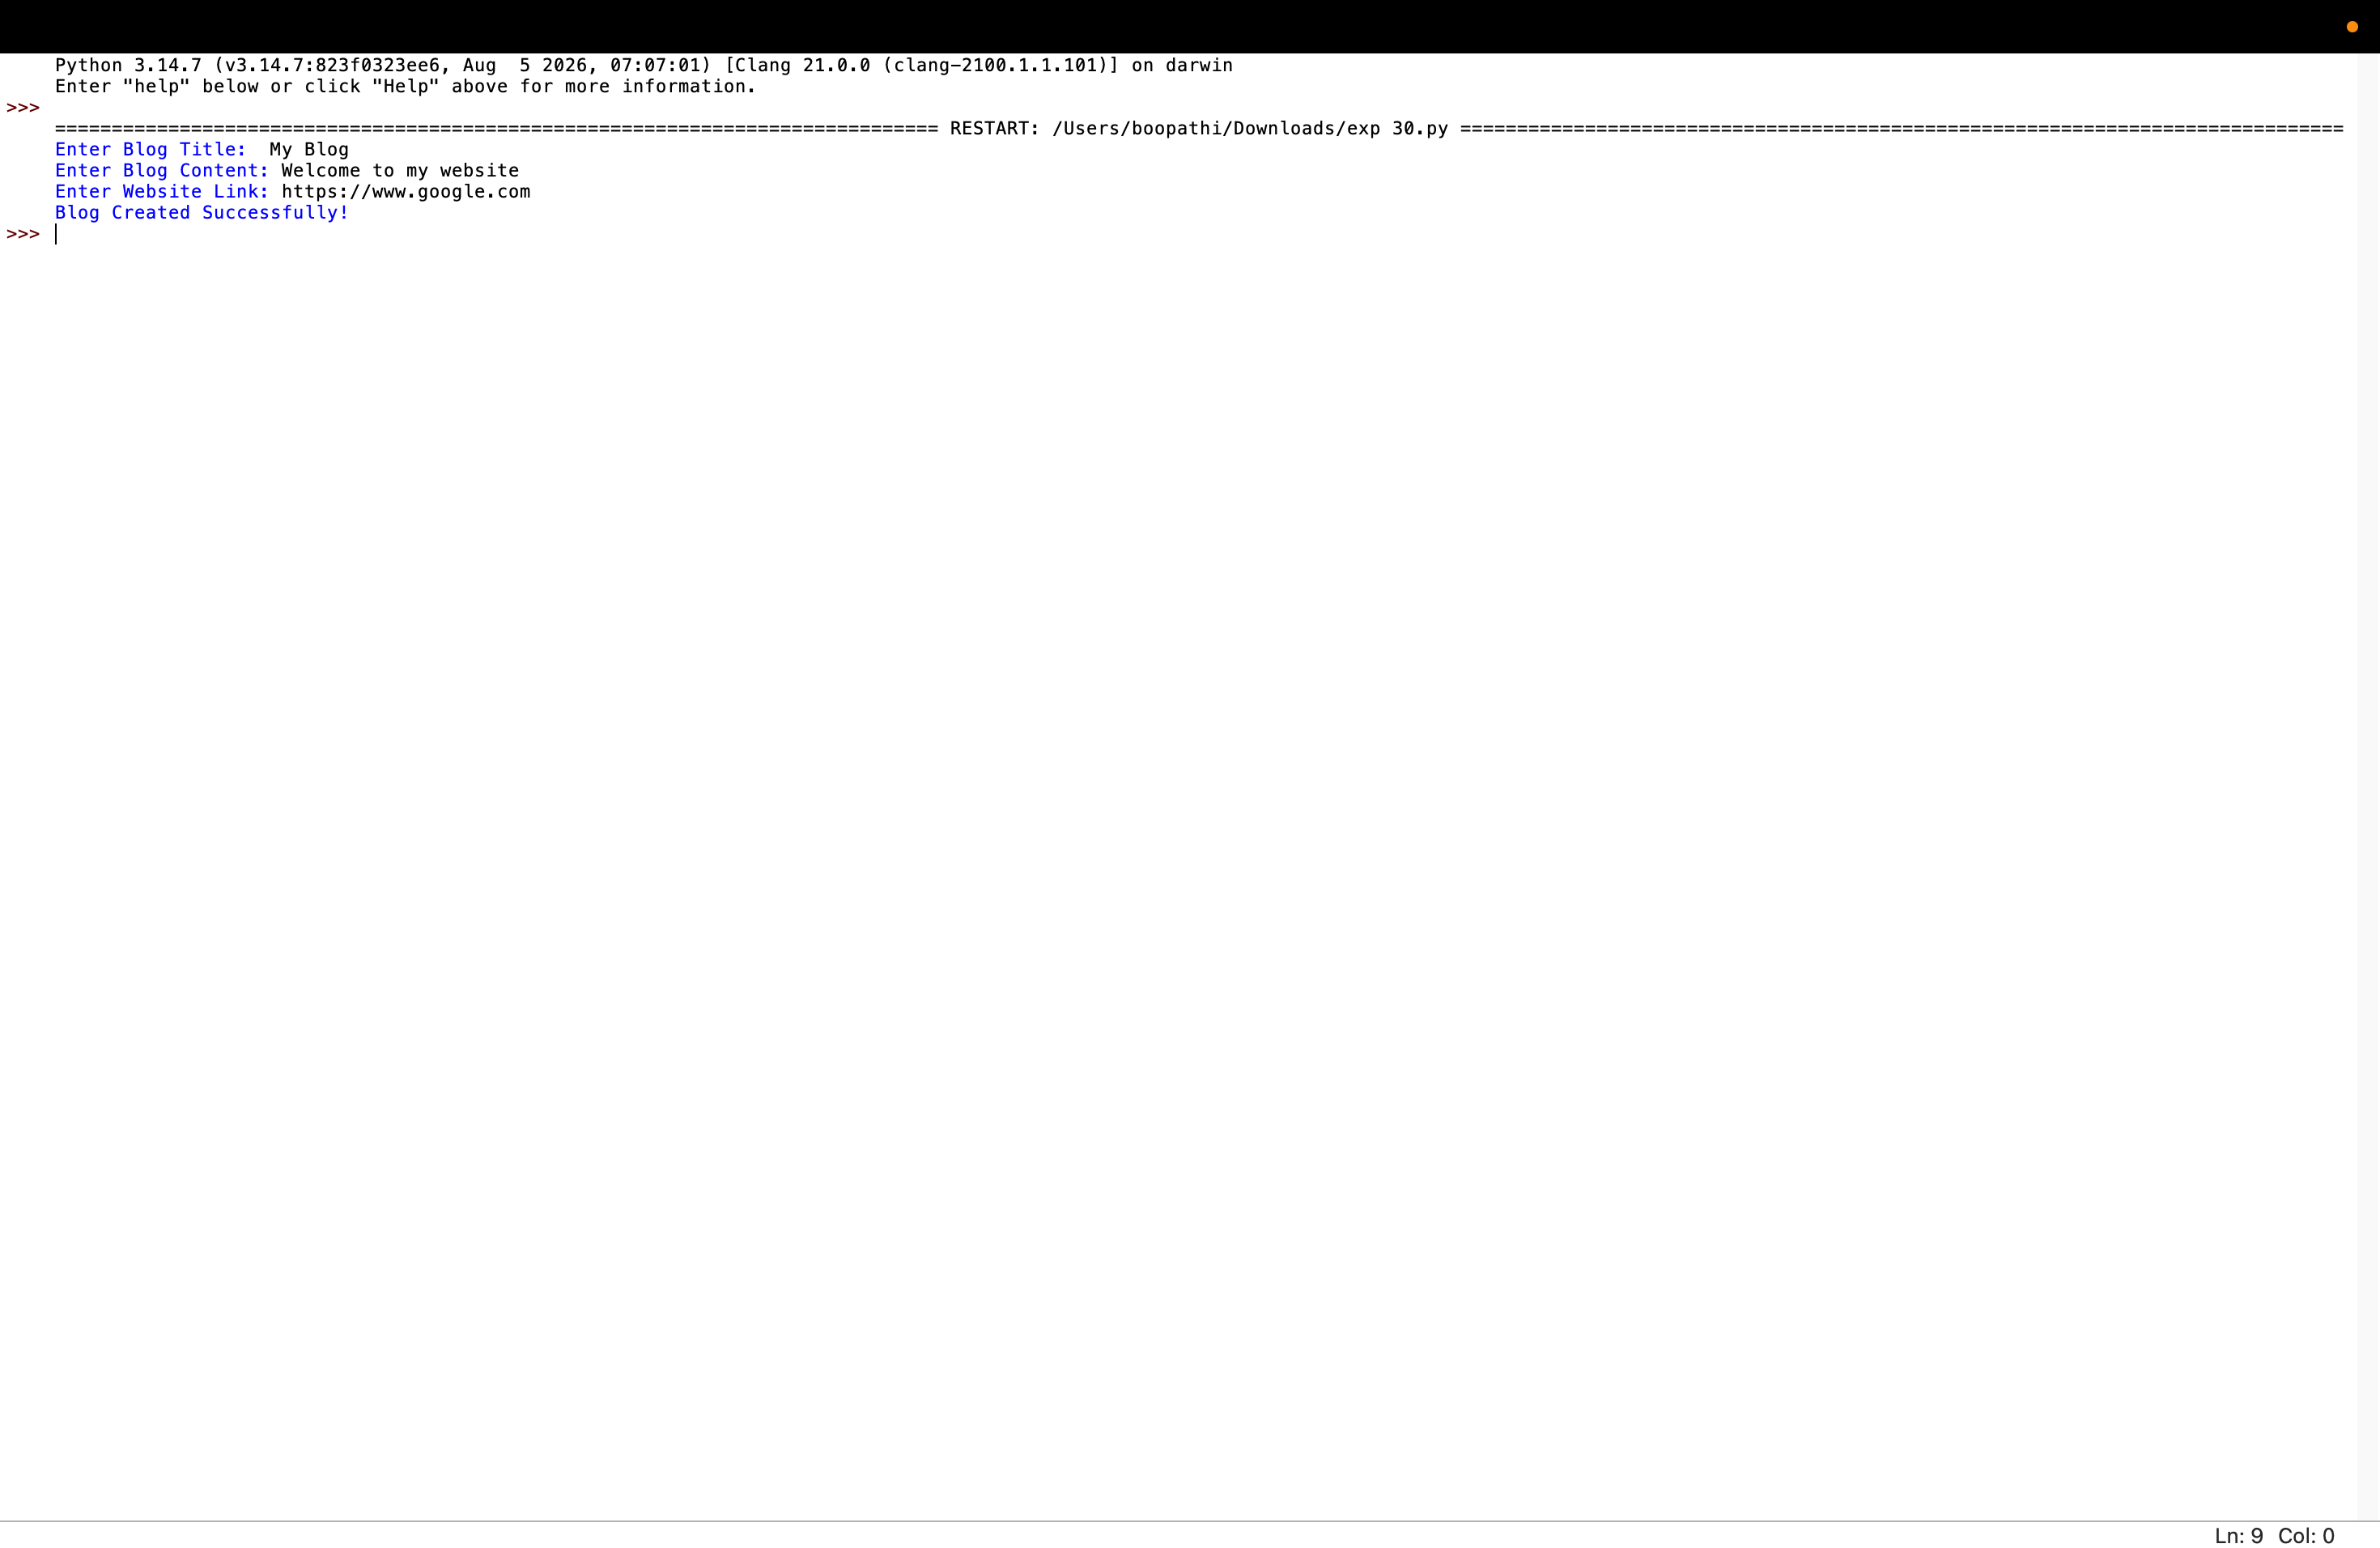 Python 3.14.7 (v3.14.7:823f0323ee6, Aug  5 2026, 07:07:01) [Clang 21.0.0 (clang-2100.1.1.101)] on darwin
Enter "help" below or click "Help" above for more information.
>>>
============================================================================== RESTART: /Users/boopathi/Downloads/exp 30.py ==============================================================================
Enter Blog Title:  My Blog
Enter Blog Content: Welcome to my website
Enter Website Link: https://www.google.com
Blog Created Successfully!
>>>
Ln: 9  Col: 0